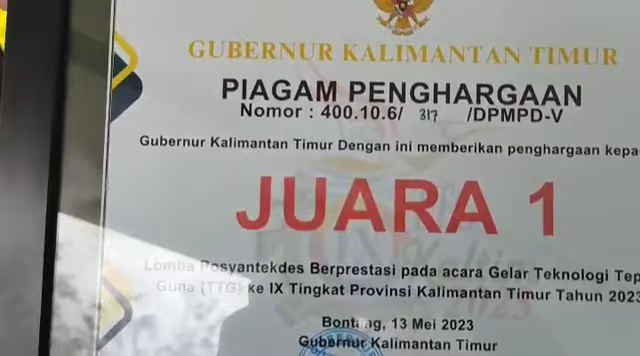 GUBERNUR KALIMANTAN TIMUR
PIAGAM PENGHARGAAN
Nomor : 400.10.6/ 317 /DPMPD-V
Gubernur Kalimantan Timur Dengan ini memberikan penghargaan kepa
JUARA 1
Lomba Posyantekdes Berprestasi pada acara Gelar Teknologi Tep
Guna (TTG) ke IX Tingkat Provinsi Kalimantan Timur Tahun 2023
Bontang, 13 Mei 2023
Gubernur Kalimantan Timur